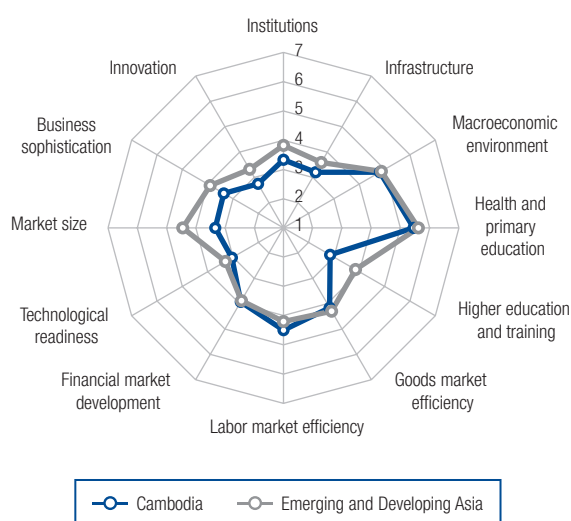 Institutions
Innovation
Infrastructure
Business
sophistication
Macroeconomic
environment
Market size
Health and
primary
education
Technological
readiness
Higher education
and training
Financial market
development
Goods market
efficiency
Labor market efficiency
7
6
5
4
3
2
1
Cambodia
Emerging and Developing Asia